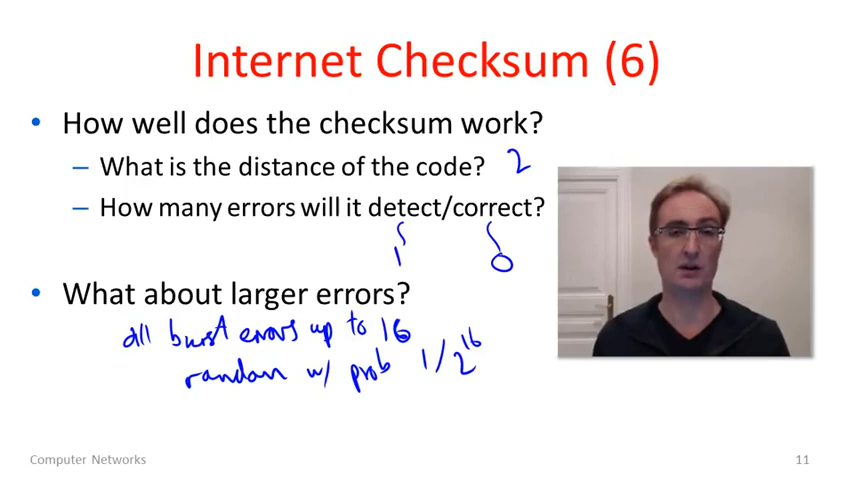 Internet Checksum (6)
• How well does the checksum work?
– What is the distance of the code? 2
– How many errors will it detect/correct?
1 0
• What about larger errors?
all burst errors up to 16
random w/ prob 1/2^16
Computer Networks 11